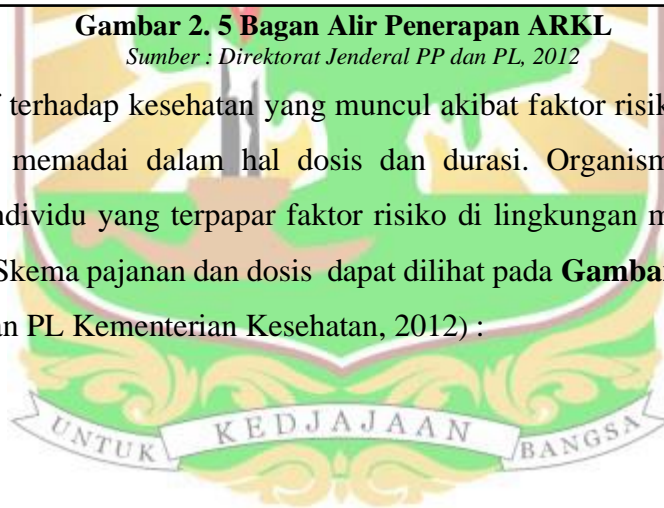 Gambar 2. 5 Bagan Alir Penerapan ARKL
Sumber : Direktorat Jenderal PP dan PL, 2012
terhadap kesehatan yang muncul akibat faktor
memadai dalam hal dosis dan durasi. Organism
ndividu yang terpapar faktor risiko di lingkungan m
Skema pajanan dan dosis dapat dilihat pada Gambar
an PL Kementerian Kesehatan, 2012) :
UNTUK KEDJAJAAN BANGSA